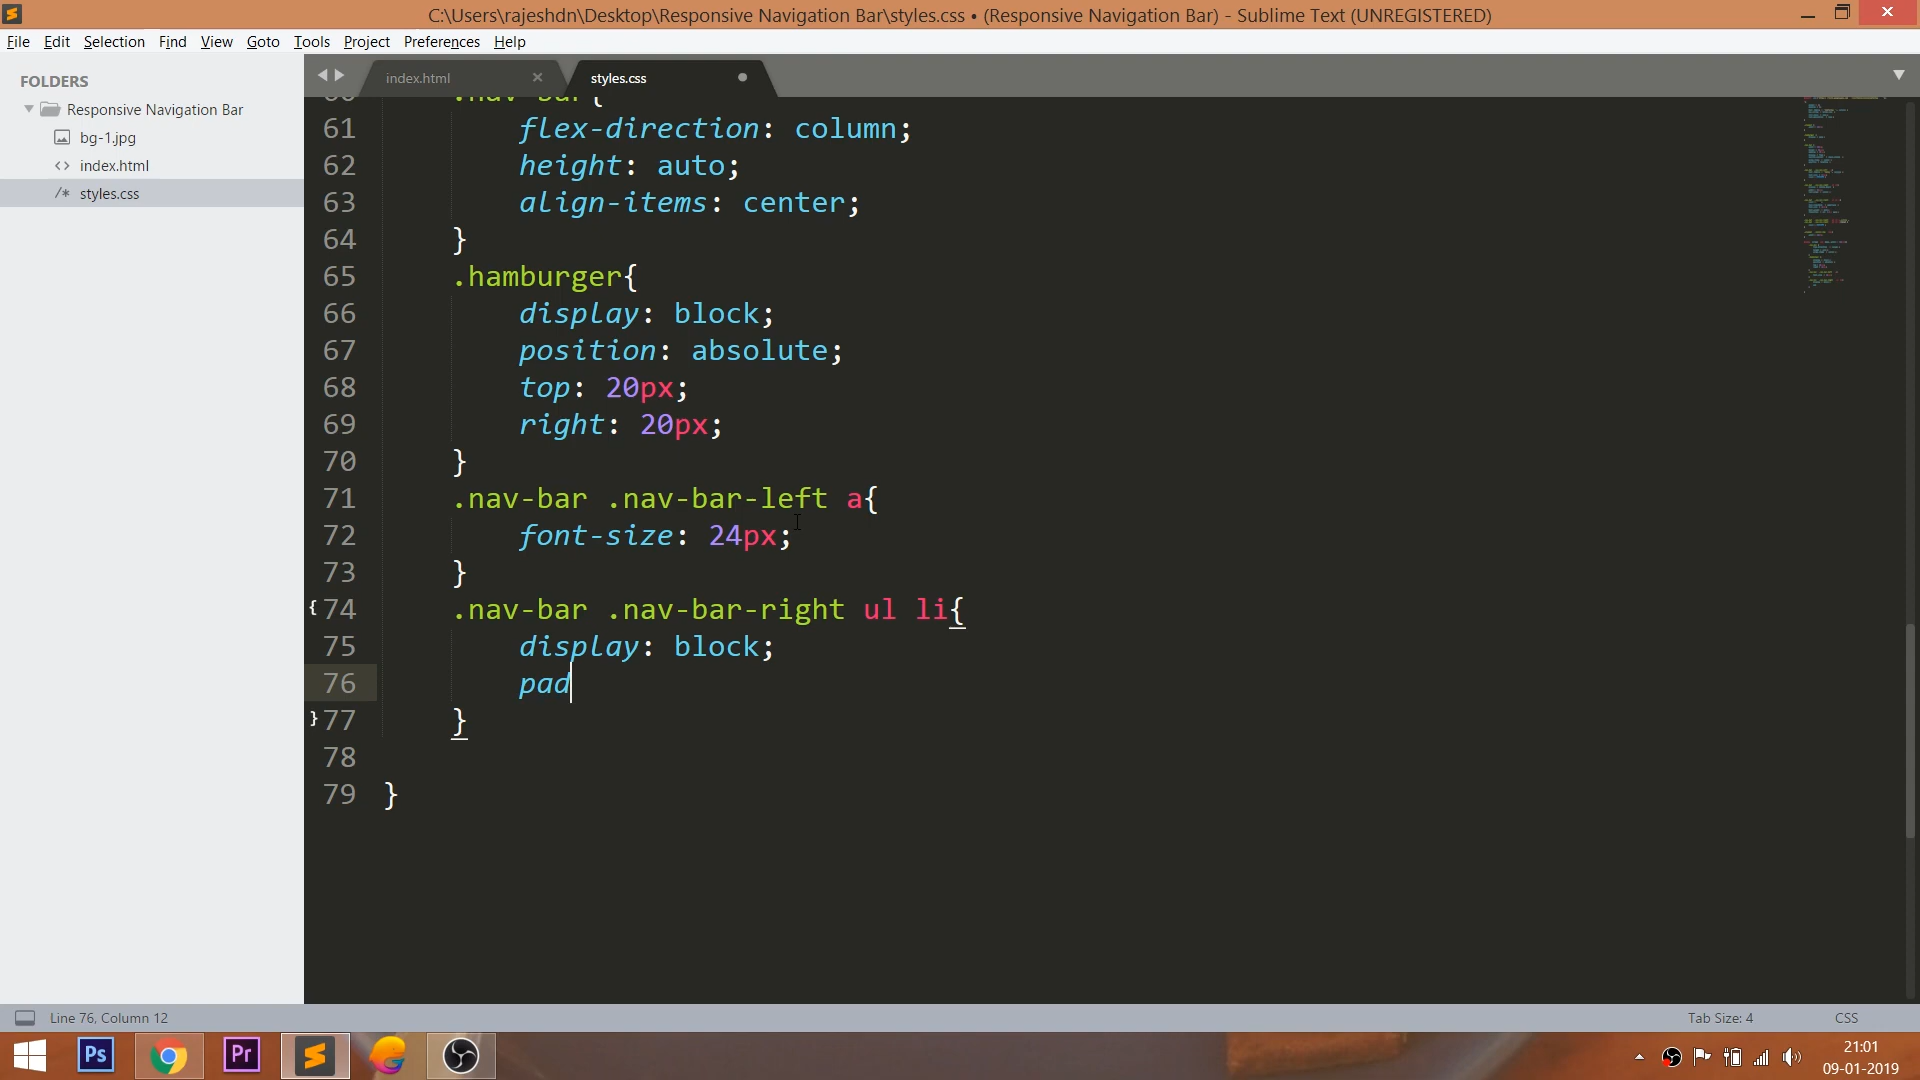 C:\Users\rajeshdn\Desktop\Responsive Navigation Bar\styles.css • (Responsive Navigation Bar) - Sublime Text (UNREGISTERED)
File Edit Selection Find View Goto Tools Project Preferences Help
FOLDERS
Responsive Navigation Bar
bg-1.jpg
<> index.html
/* styles.css
index.html
styles.css
60 .nav-bar{
61 flex-direction: column;
62 height: auto;
63 align-items: center;
64 }
65 .hamburger{
66 display: block;
67 position: absolute;
68 top: 20px;
69 right: 20px;
70 }
71 .nav-bar .nav-bar-left a{
72 font-size: 24px;
73 }
74 .nav-bar .nav-bar-right ul li{
75 display: block;
76 pad
77 }
78
79 }
Line 76, Column 12
Tab Size: 4
CSS
Ps
Pr
21:01
09-01-2019